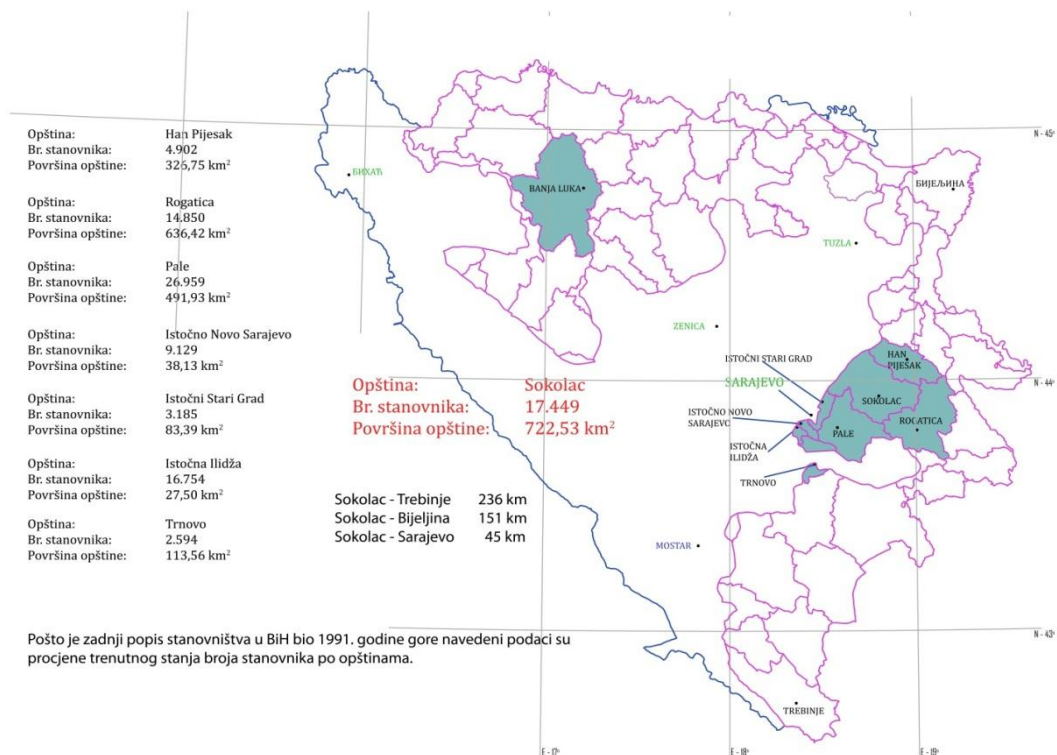 Opština: Han Pijesak
Br. stanovnika: 4.902
Površina opštine: 326,75 km²
Opština: Rogatica
Br. stanovnika: 14.850
Površina opštine: 636,42 km²
Opština: Pale
Br. stanovnika: 26.959
Površina opštine: 491,93 km²
Opština: Istočno Novo Sarajevo
Br. stanovnika: 9.129
Površina opštine: 38,13 km²
Opština: Istočni Stari Grad
Br. stanovnika: 3.185
Površina opštine: 83,39 km²
Opština: Istočna Ilidža
Br. stanovnika: 16.754
Površina opštine: 27,50 km²
Opština: Trnovo
Br. stanovnika: 2.594
Površina opštine: 113,56 km²
Opština: Sokolac
Br. stanovnika: 17.449
Površina opštine: 722,53 km²
Sokolac - Trebinje 236 km
Sokolac - Bijeljina 151 km
Sokolac - Sarajevo 45 km
Pošto je zadnji popis stanovništva u BiH bio 1991. godine gore navedeni podaci su
procjene trenutnog stanja broja stanovnika po opštinama.
БИХАЋ
BANJA LUKA
БИЈЕЉИНА
TUZLA
ZENICA
ISTOČNI STARI GRAD
SARAJEVO
HAN
PIJESAK
SOKOLAC
ROGATICA
PALE
ISTOČNO NOVO
SARAJEVO
ISTOČNA
ILIDŽA
TRNOVO
MOSTAR
TREBINJE
N - 45°
N - 44°
N - 43°
E - 17°
E - 18°
E - 19°